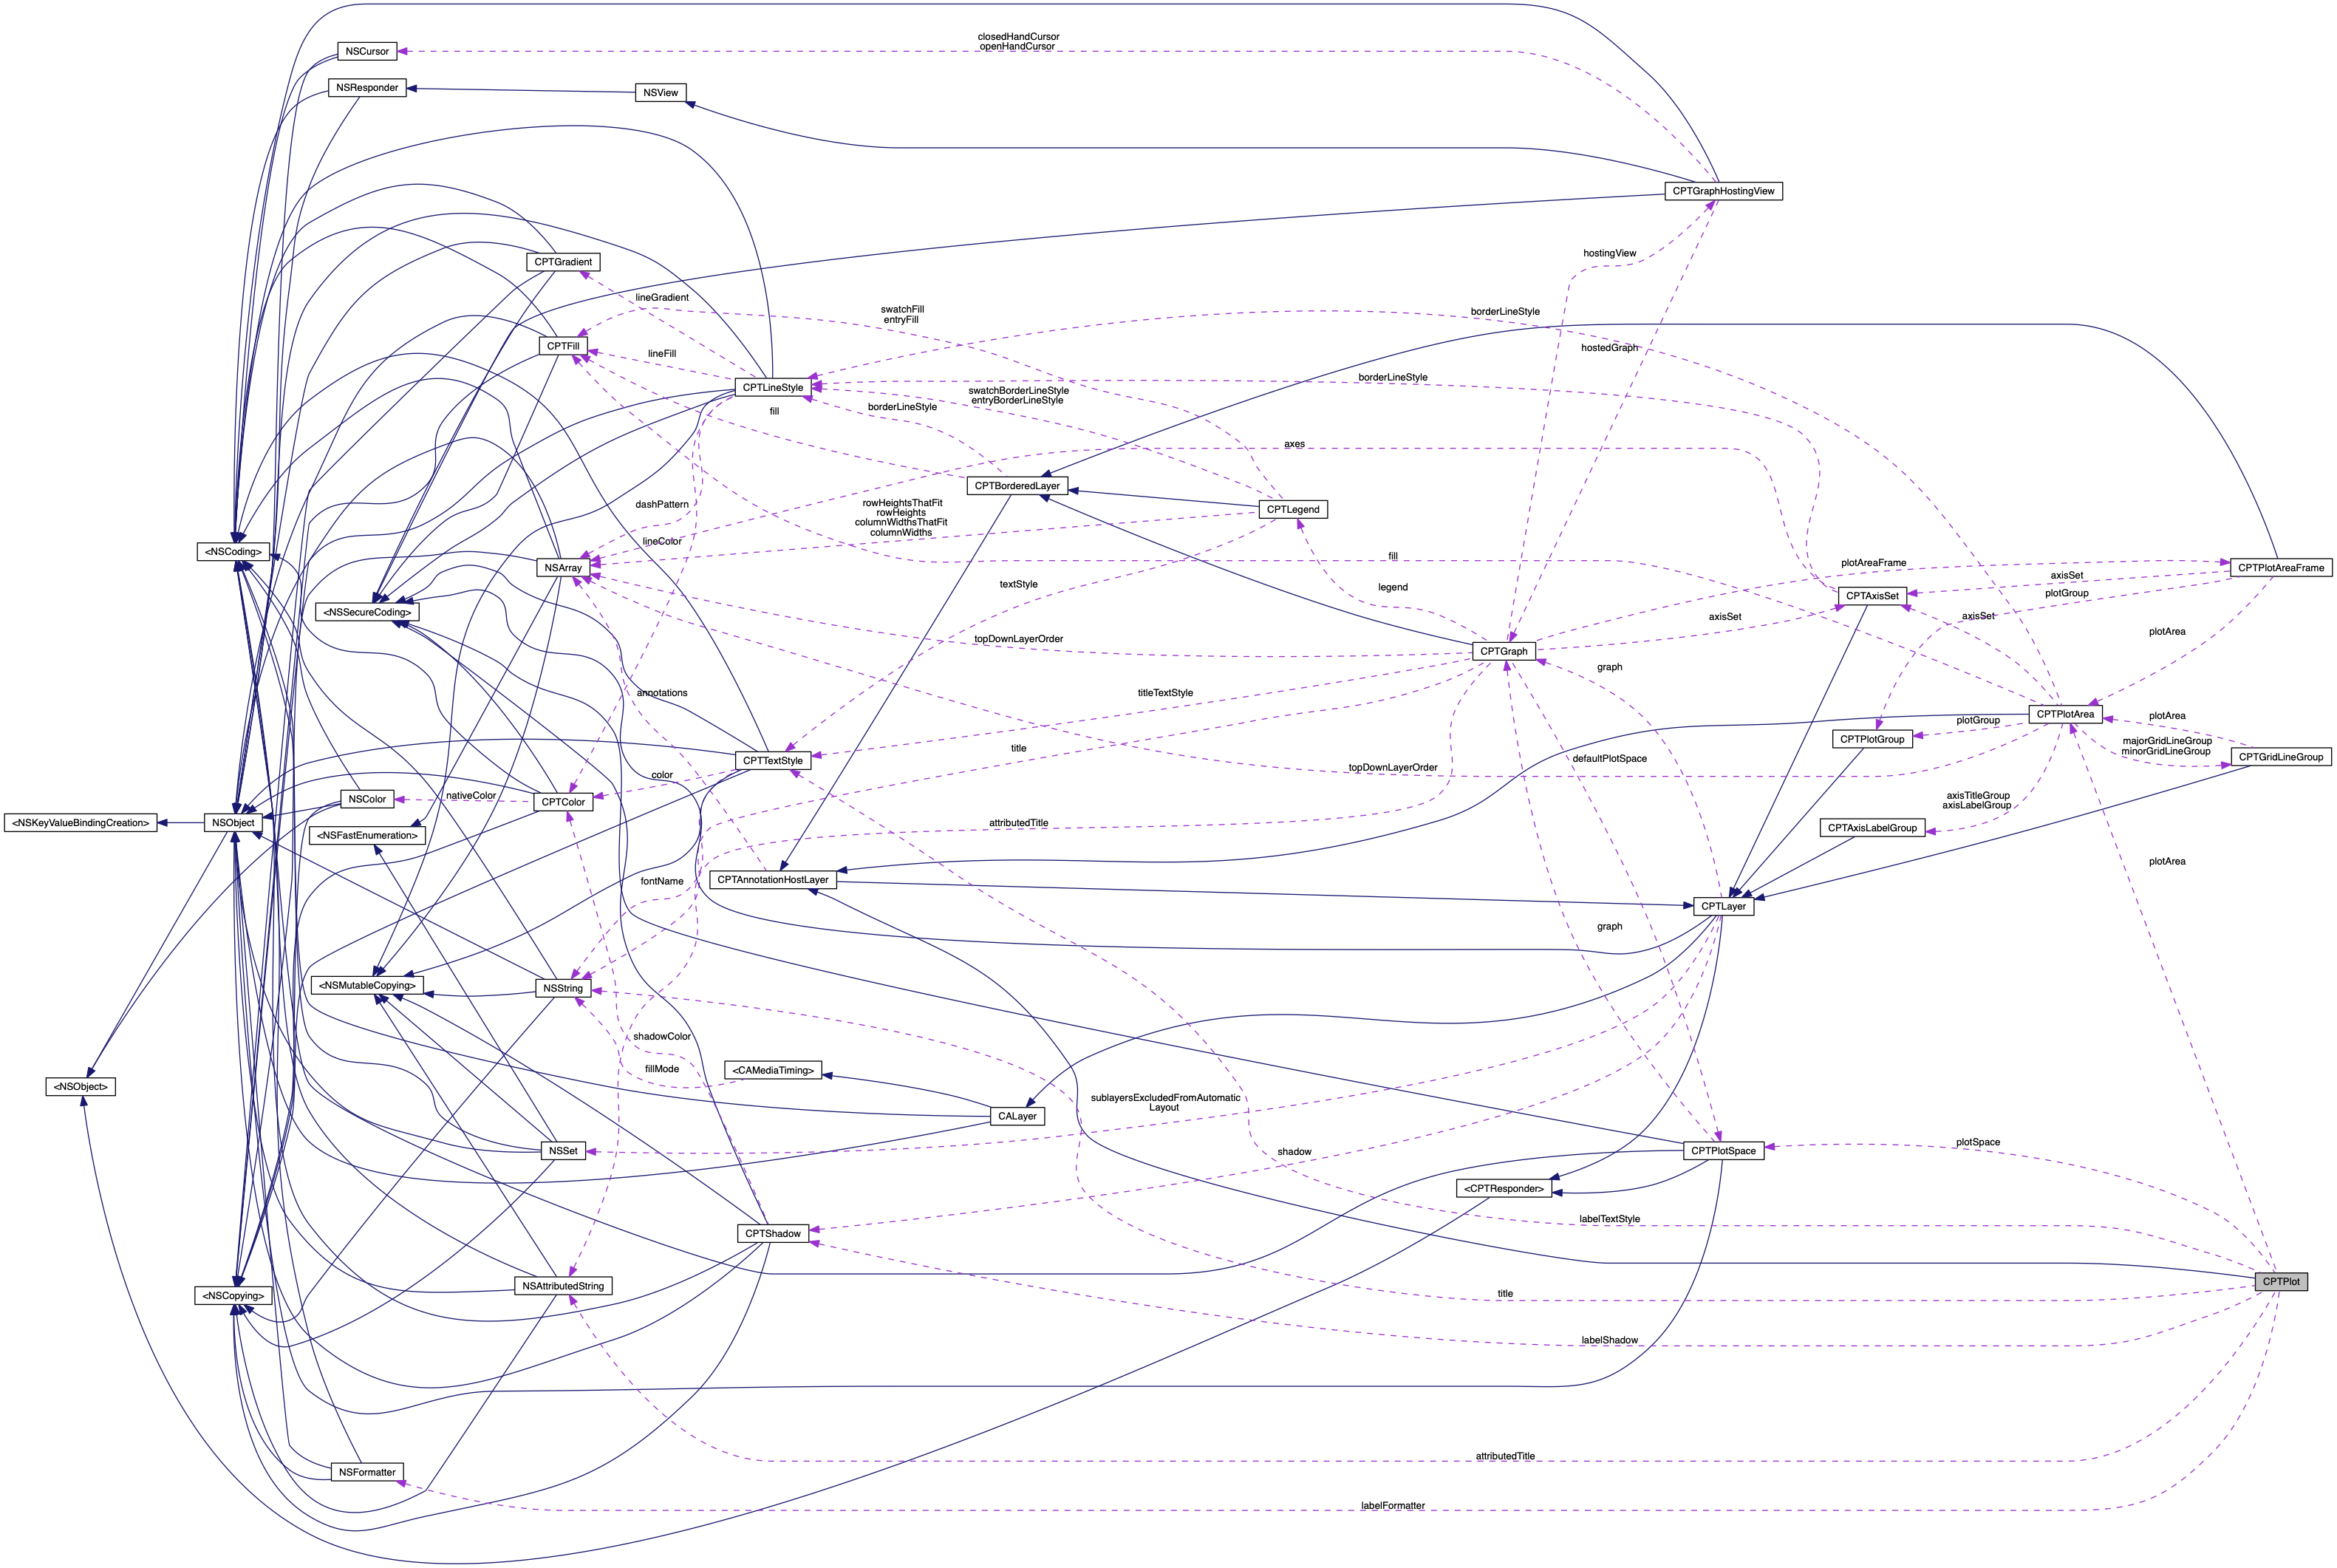 closedHandCursor
openHandCursor
NSCursor
NSResponder
NSView
CPTGraphHostingView
hostingView
CPTGradient
lineGradient
swatchFill
entryFill
borderLineStyle
CPTFill
lineFill
hostedGraph
CPTLineStyle
borderLineStyle
swatchBorderLineStyle
entryBorderLineStyle
fill
borderLineStyle
axes
CPTBorderedLayer
dashPattern
rowHeightsThatFit
rowHeights
columnWidthsThatFit
columnWidths
CPTLegend
lineColor
<NSCoding>
fill
NSArray
plotAreaFrame
CPTPlotAreaFrame
axisSet
textStyle
legend
plotGroup
CPTAxisSet
<NSSecureCoding>
axisSet
axisSet
plotArea
topDownLayerOrder
CPTGraph
graph
annotations
titleTextStyle
CPTPlotArea
plotArea
plotGroup
CPTPlotGroup
majorGridLineGroup
minorGridLineGroup
title
CPTGridLineGroup
CPTTextStyle
defaultPlotSpace
topDownLayerOrder
color
nativeColor
NSColor
CPTColor
axisTitleGroup
axisLabelGroup
<NSKeyValueBindingCreation>
NSObject
attributedTitle
CPTAxisLabelGroup
<NSFastEnumeration>
plotArea
fontName
CPTAnnotationHostLayer
CPTLayer
graph
<NSMutableCopying>
NSString
shadowColor
fillMode
<CAMediaTiming>
<NSObject>
sublayersExcludedFromAutomatic
Layout
CALayer
plotSpace
NSSet
shadow
CPTPlotSpace
<CPTResponder>
labelTextStyle
CPTShadow
CPTPlot
NSAttributedString
<NSCopying>
title
labelShadow
attributedTitle
NSFormatter
labelFormatter